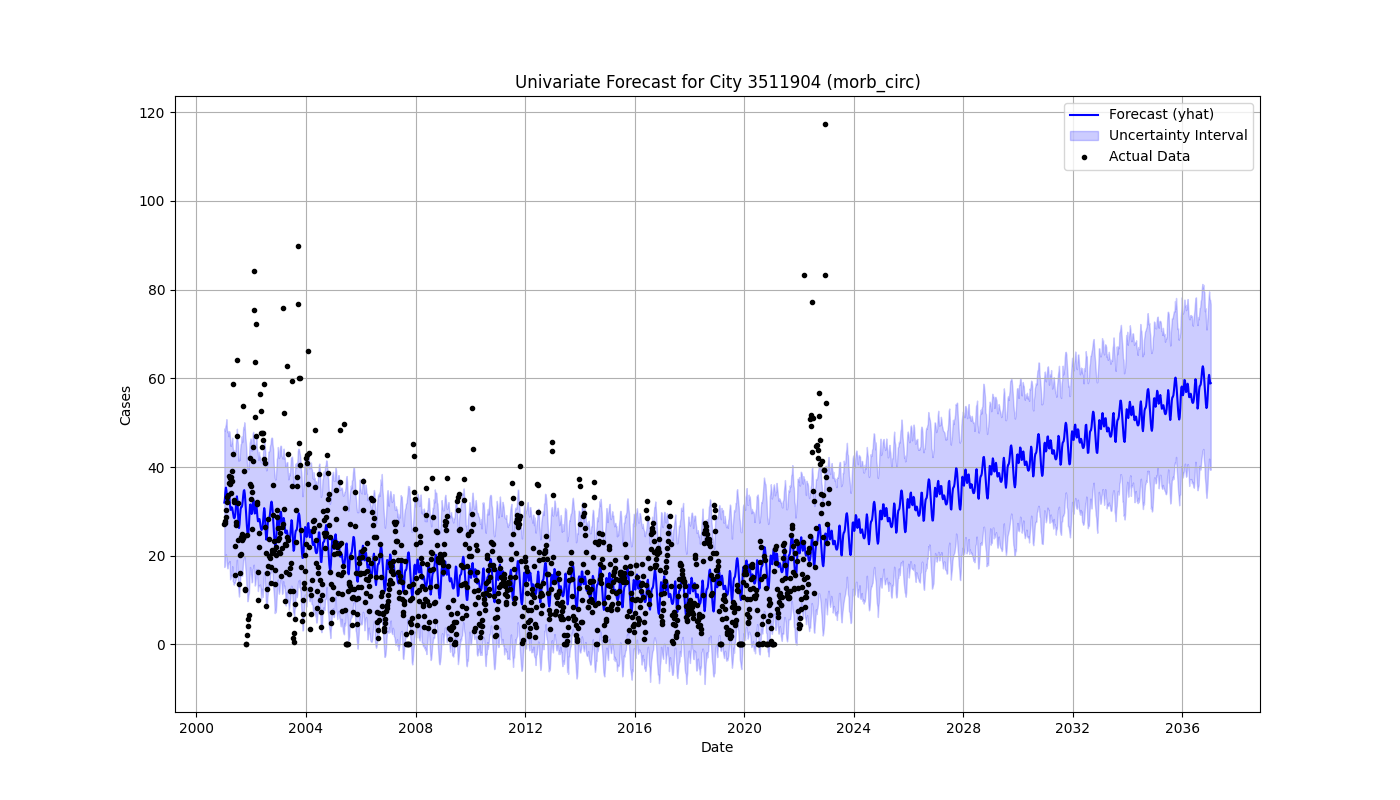 Univariate Forecast for City 3511904 (morb_circ)
Forecast (yhat)
Uncertainty Interval
Actual Data
120
100
80
60
40
20
0
Cases
2000 2004 2008 2012 2016 2020 2024 2028 2032 2036
Date